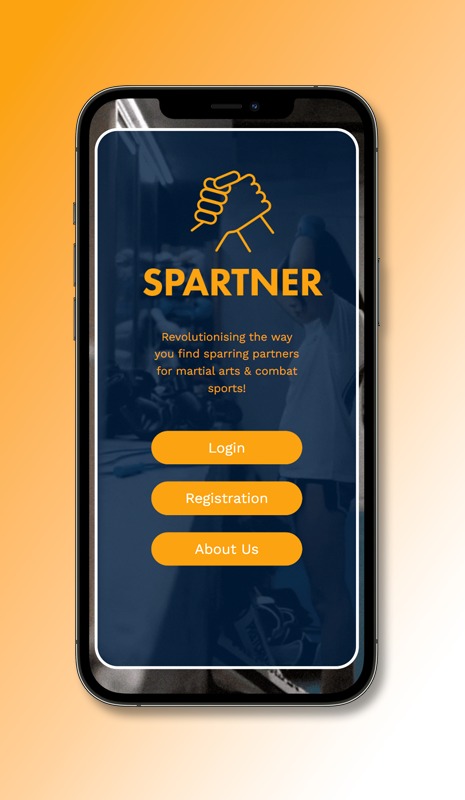 SPARTNER
Revolutionising the way
you find sparring partners
for martial arts & combat
sports!
Login
Registration
About Us